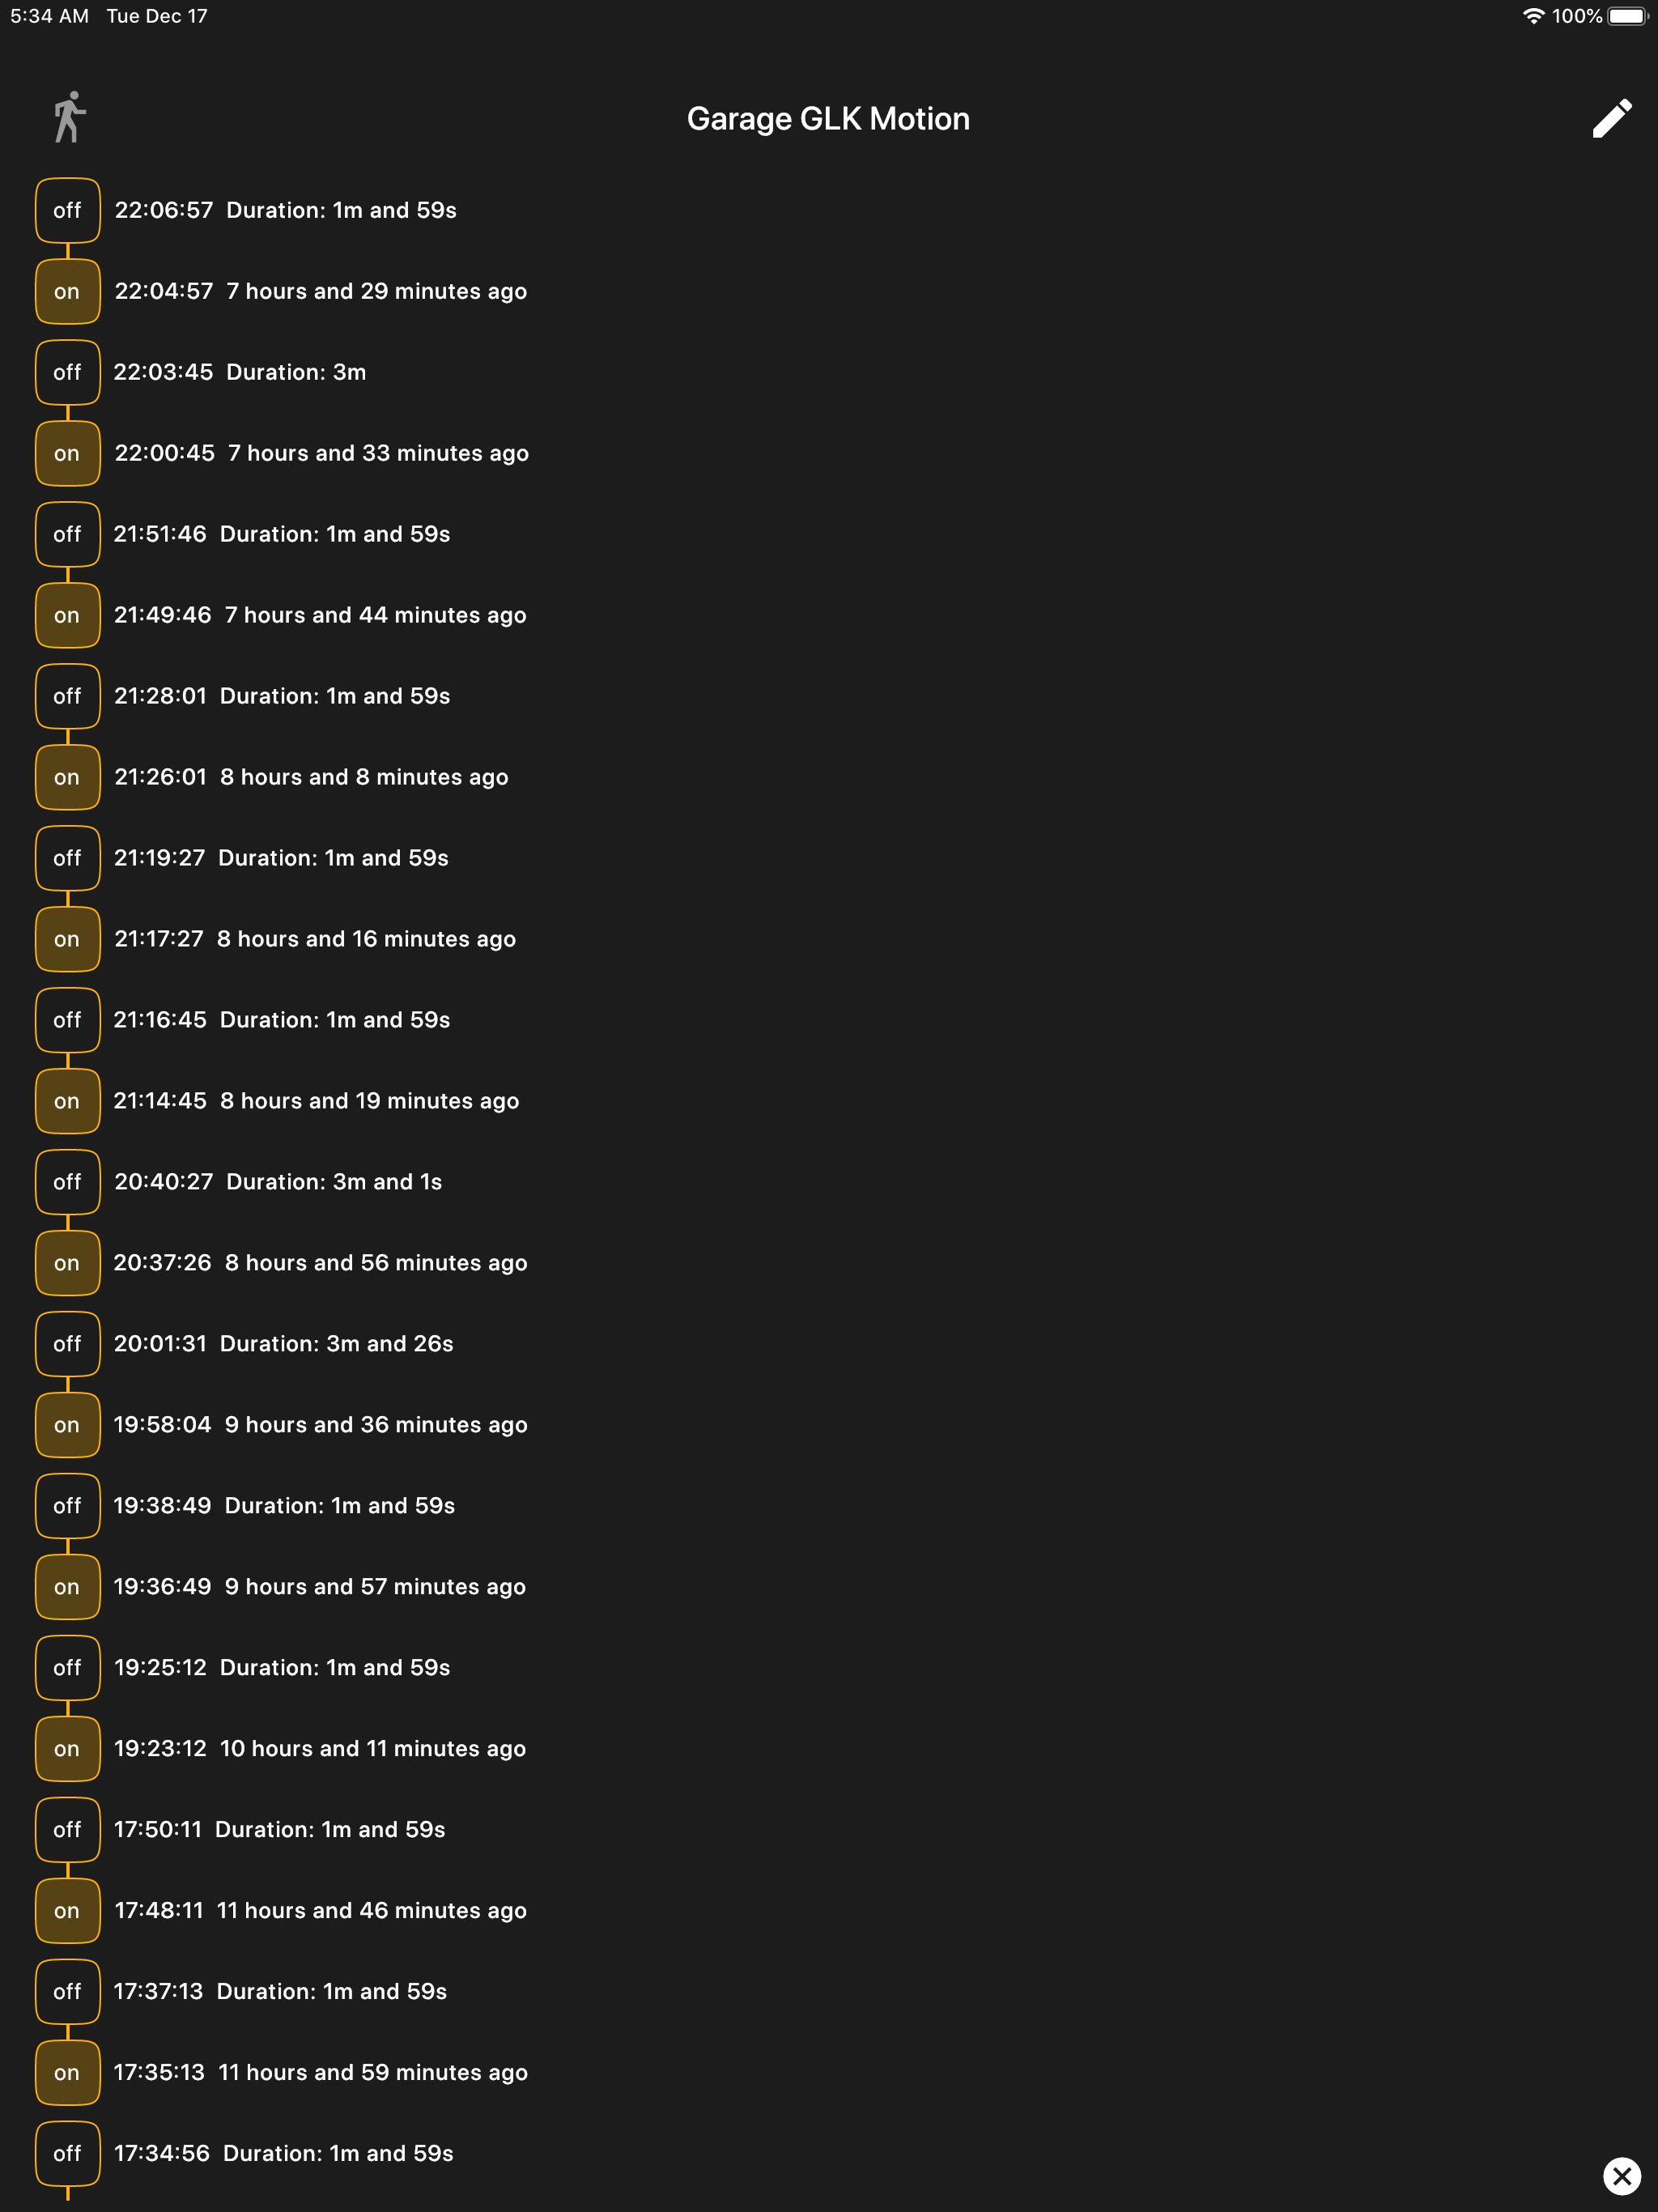 5:34 AM Tue Dec 17 100%
Garage GLK Motion
off 22:06:57 Duration: 1m and 59s
on 22:04:57 7 hours and 29 minutes ago
off 22:03:45 Duration: 3m
on 22:00:45 7 hours and 33 minutes ago
off 21:51:46 Duration: 1m and 59s
on 21:49:46 7 hours and 44 minutes ago
off 21:28:01 Duration: 1m and 59s
on 21:26:01 8 hours and 8 minutes ago
off 21:19:27 Duration: 1m and 59s
on 21:17:27 8 hours and 16 minutes ago
off 21:16:45 Duration: 1m and 59s
on 21:14:45 8 hours and 19 minutes ago
off 20:40:27 Duration: 3m and 1s
on 20:37:26 8 hours and 56 minutes ago
off 20:01:31 Duration: 3m and 26s
on 19:58:04 9 hours and 36 minutes ago
off 19:38:49 Duration: 1m and 59s
on 19:36:49 9 hours and 57 minutes ago
off 19:25:12 Duration: 1m and 59s
on 19:23:12 10 hours and 11 minutes ago
off 17:50:11 Duration: 1m and 59s
on 17:48:11 11 hours and 46 minutes ago
off 17:37:13 Duration: 1m and 59s
on 17:35:13 11 hours and 59 minutes ago
off 17:34:56 Duration: 1m and 59s